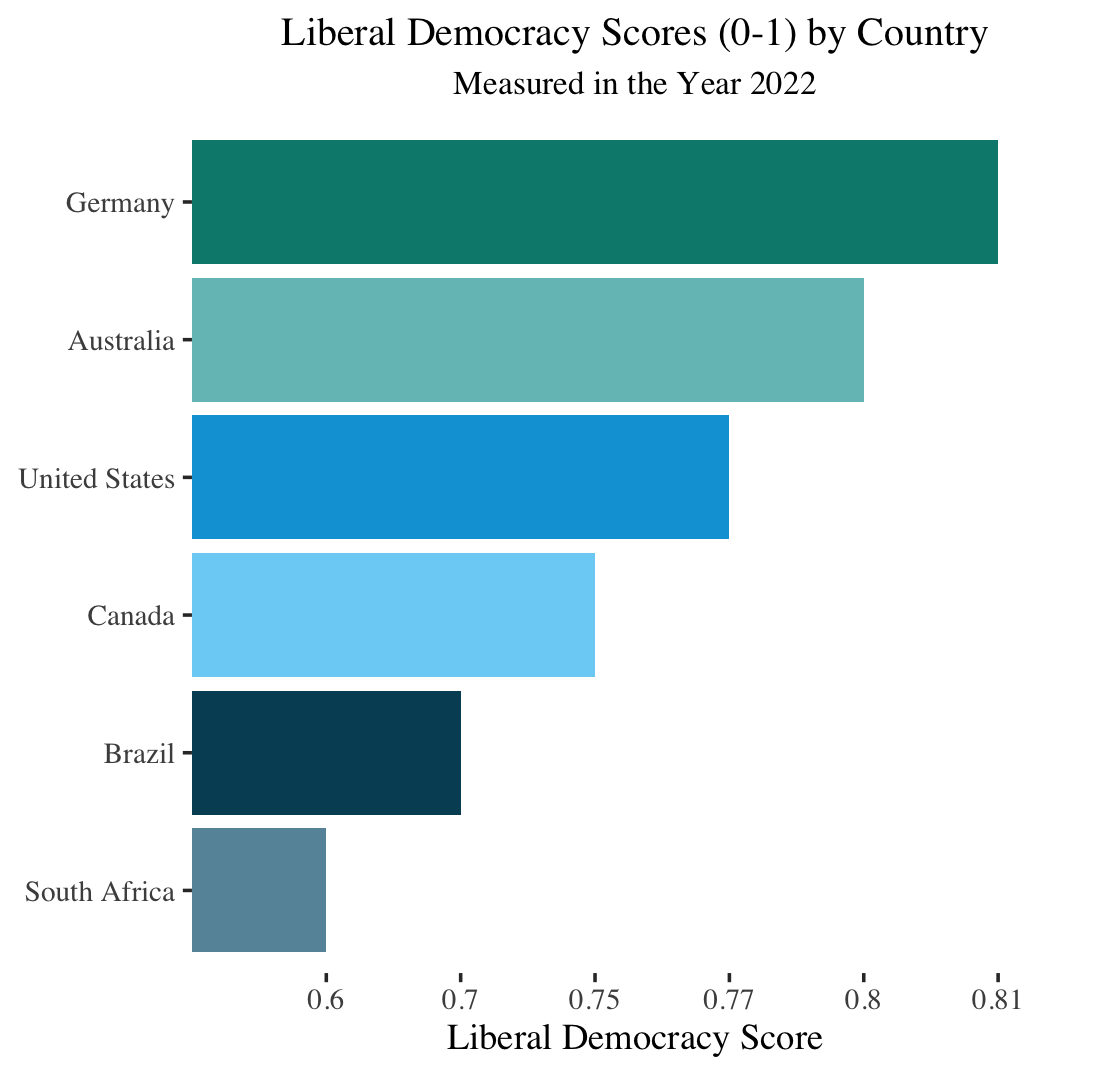 Liberal Democracy Scores (0-1) by Country
Measured in the Year 2022
Germany
Australia
United States
Canada
Brazil
South Africa
0.6 0.7 0.75 0.77 0.8 0.81
Liberal Democracy Score